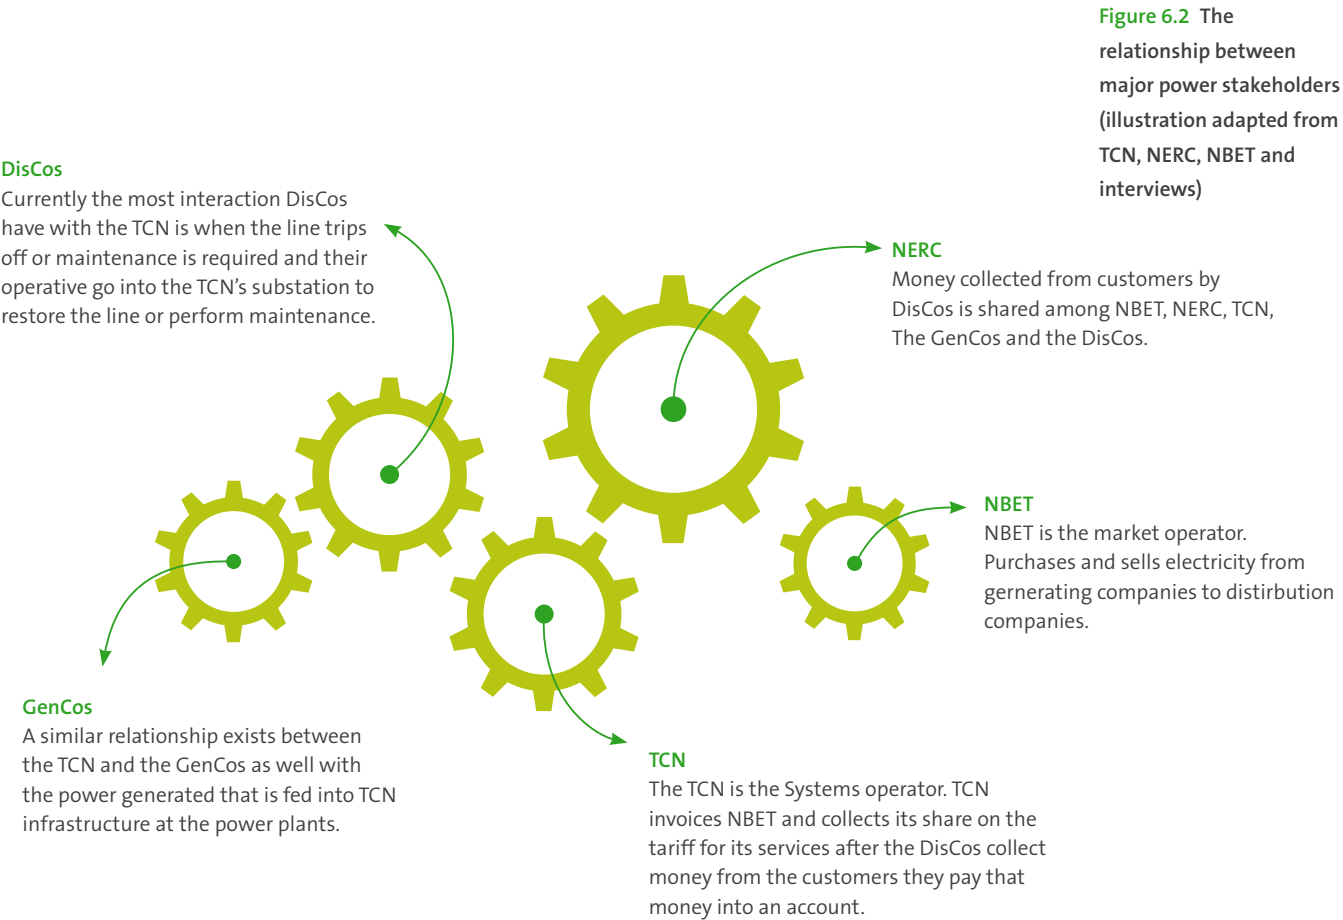 Figure 6.2 The
relationship between
major power stakeholders
(illustration adapted from
TCN, NERC, NBET and
interviews)
DisCos
Currently the most interaction DisCos
have with the TCN is when the line trips
off or maintenance is required and their
operative go into the TCN’s substation to
restore the line or perform maintenance.
NERC
Money collected from customers by
DisCos is shared among NBET, NERC, TCN,
The GenCos and the DisCos.
NBET
NBET is the market operator.
Purchases and sells electricity from
gernerating companies to distirbution
companies.
GenCos
A similar relationship exists between
the TCN and the GenCos as well with
the power generated that is fed into TCN
infrastructure at the power plants.
TCN
The TCN is the Systems operator. TCN
invoices NBET and collects its share on the
tariff for its services after the DisCos collect
money from the customers they pay that
money into an account.